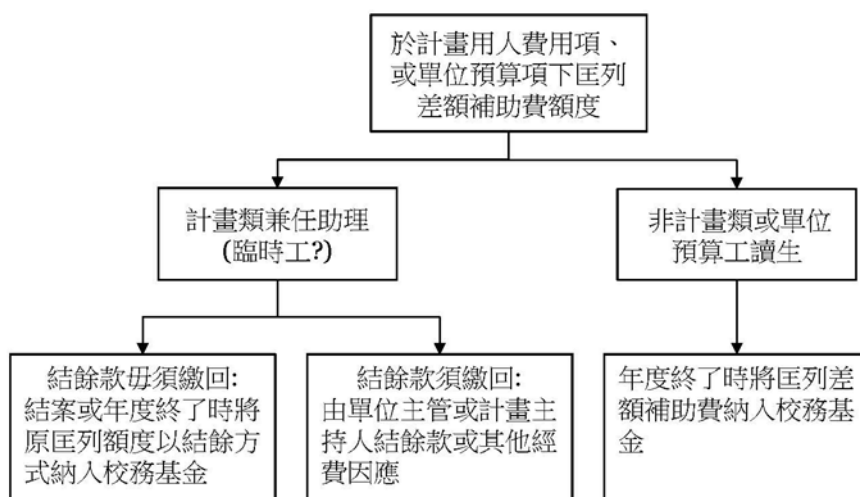 於計畫用人費用項、
或單位預算項下匡列
差額補助費額度
計畫類兼任助理
(臨時工?)
非計畫類或單位
預算工讀生
結餘款毋須繳回:
結案或年度終了時將
原匡列額度以結餘方
式納入校務基金
結餘款須繳回:
由單位主管或計畫主
持人結餘款或其他經
費因應
年度終了時將匡列差
額補助費納入校務基
金